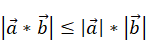 |a⃗ * b⃗| ≤ |a⃗| * |b⃗|